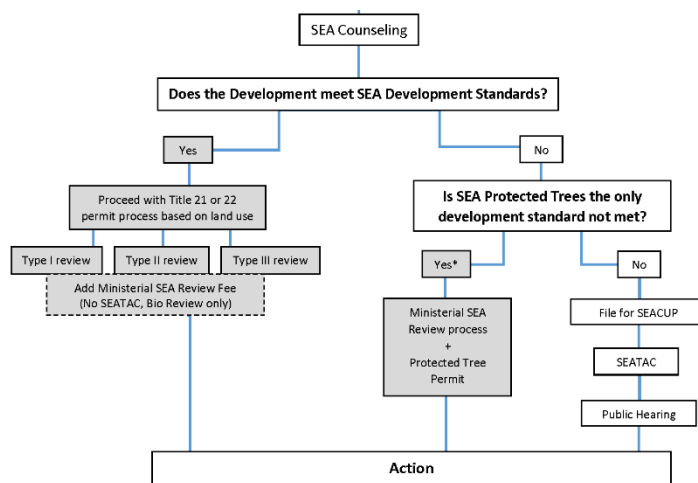 SEA Counseling
Does the Development meet SEA Development Standards?
Yes
No
Proceed with Title 21 or 22
permit process based on land use
Is SEA Protected Trees the only
development standard not met?
Type I review
Type II review
Type III review
Yes*
No
Add Ministerial SEA Review Fee
(No SEATAC, Bio Review only)
Ministerial SEA
Review process
+
Protected Tree
Permit
File for SEACUP
SEATAC
Public Hearing
Action